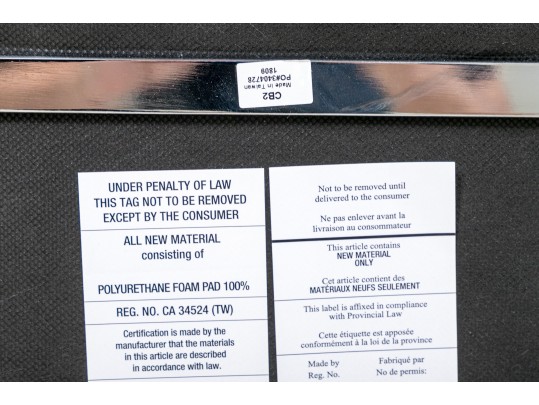 CB2
Made in Taiwan
PO#3404728
1809
UNDER PENALTY OF LAW
THIS TAG NOT TO BE REMOVED
EXCEPT BY THE CONSUMER
ALL NEW MATERIAL
consisting of
POLYURETHANE FOAM PAD 100%
REG. NO. CA 34524 (TW)
Certification is made by the
manufacturer that the materials
in this article are described
in accordance with law.
Not to be removed until
delivered to the consumer
Ne pas enlever avant la
livraison au consommateur
This article contains
NEW MATERIAL
ONLY
Cet article contient des
MATÉRIAUX NEUFS SEULEMENT
This label is affixed in compliance
with Provincial Law
Cette étiquette est apposée
conformément à la loi de la province
Made by Fabriqué par
Reg. No. No de permis: